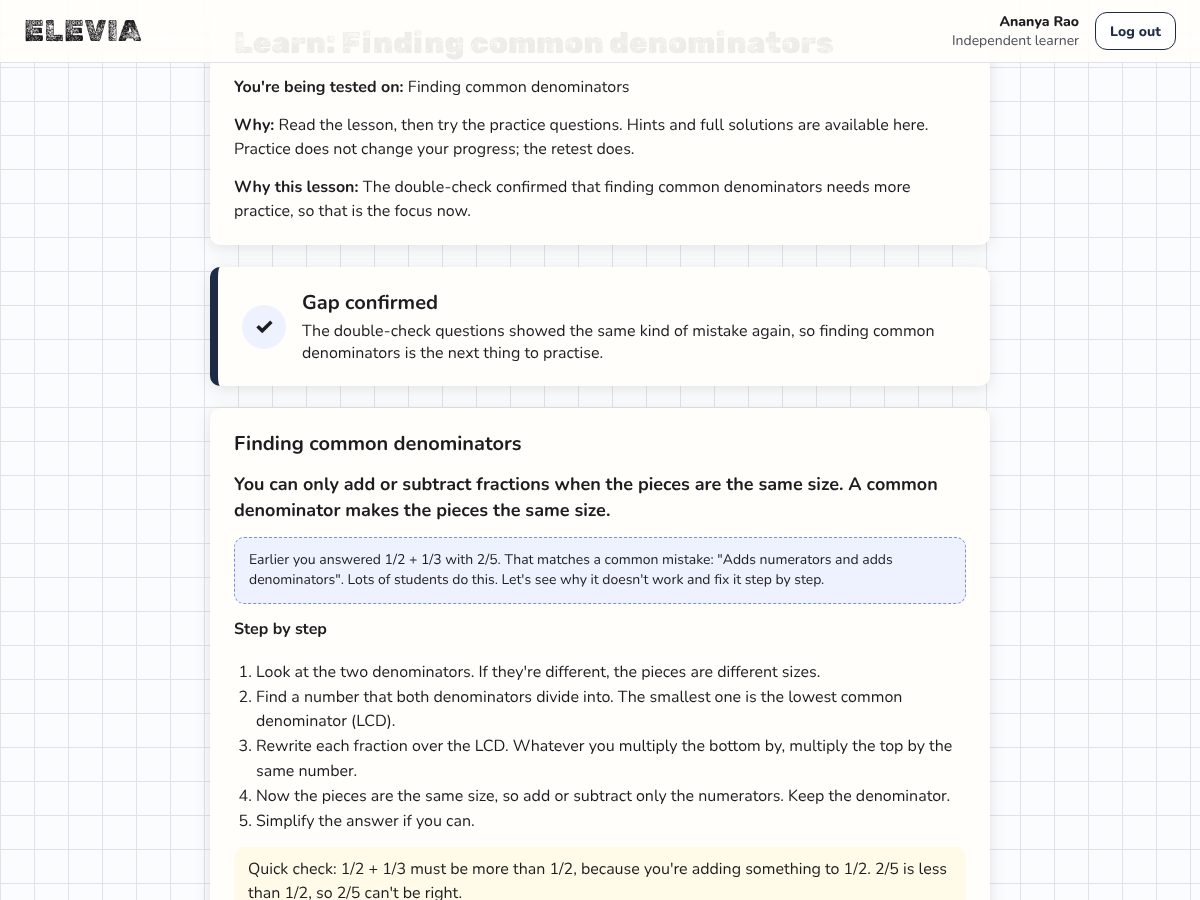 ELEVIA
Ananya Rao
Independent learner
Log out
Learn: Finding common denominators
You're being tested on: Finding common denominators
Why: Read the lesson, then try the practice questions. Hints and full solutions are available here.
Practice does not change your progress; the retest does.
Why this lesson: The double-check confirmed that finding common denominators needs more
practice, so that is the focus now.
Gap confirmed
The double-check questions showed the same kind of mistake again, so finding common
denominators is the next thing to practise.
Finding common denominators
You can only add or subtract fractions when the pieces are the same size. A common
denominator makes the pieces the same size.
Earlier you answered 1/2 + 1/3 with 2/5. That matches a common mistake: "Adds numerators and adds
denominators". Lots of students do this. Let's see why it doesn't work and fix it step by step.
Step by step
1. Look at the two denominators. If they're different, the pieces are different sizes.
2. Find a number that both denominators divide into. The smallest one is the lowest common
denominator (LCD).
3. Rewrite each fraction over the LCD. Whatever you multiply the bottom by, multiply the top by the
same number.
4. Now the pieces are the same size, so add or subtract only the numerators. Keep the denominator.
5. Simplify the answer if you can.
Quick check: 1/2 + 1/3 must be more than 1/2, because you're adding something to 1/2. 2/5 is less
than 1/2, so 2/5 can't be right.